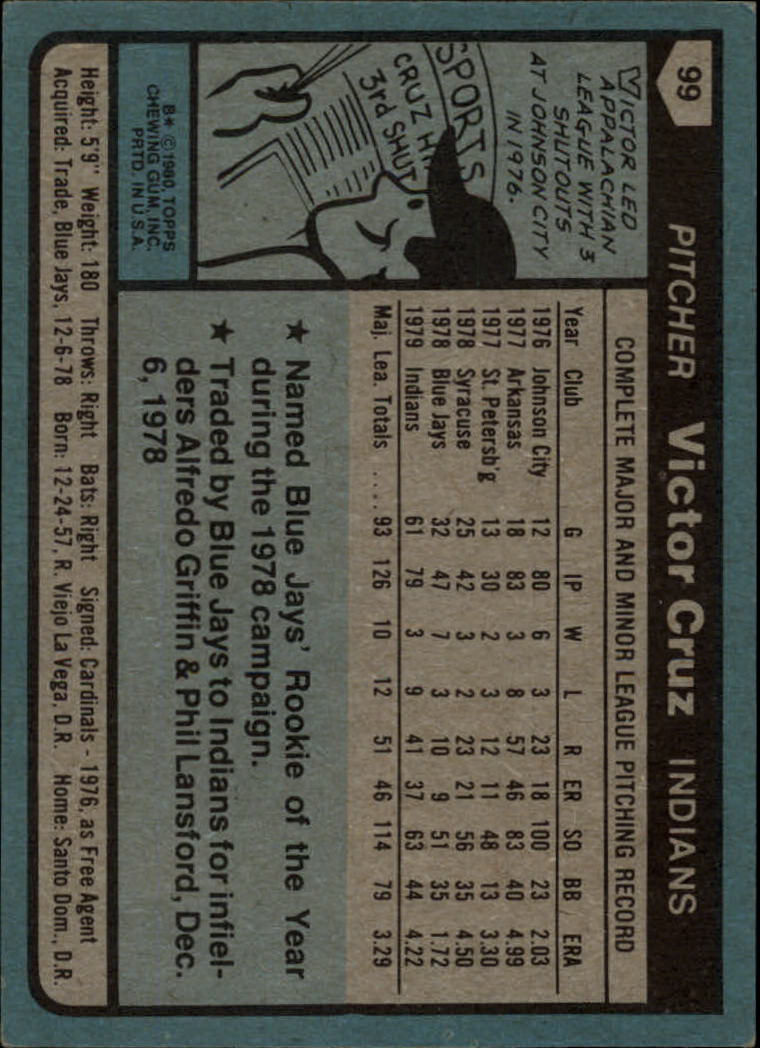 99
PITCHER Victor Cruz INDIANS
VICTOR LED
APPALACHIAN
LEAGUE WITH 3
SHUTOUTS
AT JOHNSON CITY
IN 1976.
SPORTS
CRUZ H
3rd SHUT
B* © 1980, TOPPS
CHEWING GUM, INC.
PRTD. IN U.S.A.
COMPLETE MAJOR AND MINOR LEAGUE PITCHING RECORD
Year Club G IP W L R ER SO BB ERA
1976 Johnson City 12 80 6 3 23 18 100 23 2.03
1977 Arkansas 18 83 3 8 57 46 83 40 4.99
1977 St. Petersb'g 13 30 2 3 12 11 48 13 3.30
1978 Syracuse 25 42 3 2 23 21 56 35 4.50
1978 Blue Jays 32 47 7 3 10 9 51 35 1.72
1979 Indians 61 79 3 9 41 37 63 44 4.22
Maj. Lea. Totals .... 93 126 10 12 51 46 114 79 3.29
★ Named Blue Jays' Rookie of the Year
during the 1978 campaign.
★ Traded by Blue Jays to Indians for infiel-
ders Alfredo Griffin & Phil Lansford, Dec.
6, 1978
Height: 5'9" Weight: 180 Throws: Right Bats: Right Signed: Cardinals - 1976, as Free Agent
Acquired: Trade, Blue Jays, 12-6-78 Born: 12-24-57, R. Viejo La Vega, D.R. Home: Santo Dom., D.R.